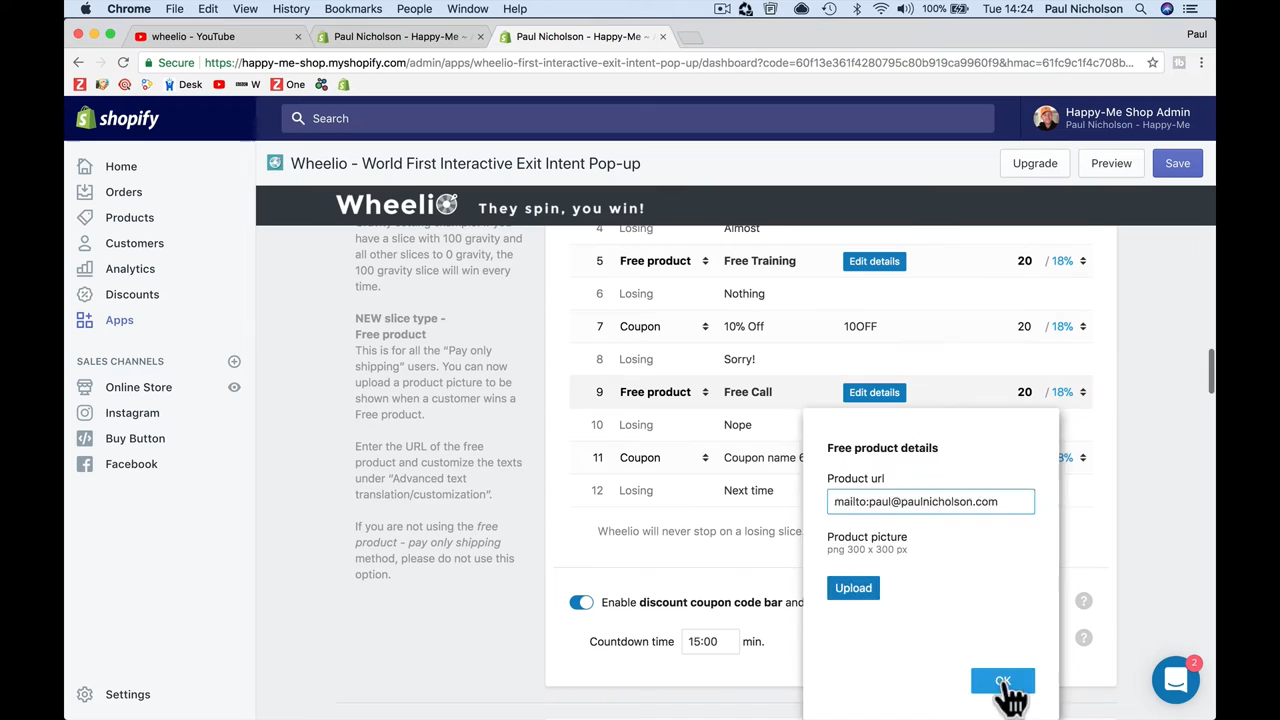 Chrome File Edit View History Bookmarks People Window Help 100% Tue 14:24 Paul Nicholson
wheelio - YouTube
Paul Nicholson - Happy-Me ~
Paul Nicholson - Happy-Me ~
Paul
Secure https://happy-me-shop.myshopify.com/admin/apps/wheelio-first-interactive-exit-intent-pop-up/dashboard?code=60f13e361f4280795c80b919ca9960f9&hmac=61fc9c1f4c708b...
Desk W One
shopify
Search
Happy-Me Shop Admin
Paul Nicholson - Happy-Me
Home
Orders
Products
Customers
Analytics
Discounts
Apps
SALES CHANNELS
Online Store
Instagram
Buy Button
Facebook
Settings
Wheelio - World First Interactive Exit Intent Pop-up
Upgrade
Preview
Save
Wheelio They spin, you win!
have a slice with 100 gravity and
all other slices to 0 gravity, the
100 gravity slice will win every
time.
NEW slice type -
Free product
This is for all the “Pay only
shipping” users. You can now
upload a product picture to be
shown when a customer wins a
Free product.
Enter the URL of the free
product and customize the texts
under “Advanced text
translation/customization”.
If you are not using the free
product - pay only shipping
method, please do not use this
option.
4 Losing Almost
5 Free product Free Training Edit details 20 / 18%
6 Losing Nothing
7 Coupon 10% Off 10OFF 20 / 18%
8 Losing Sorry!
9 Free product Free Call Edit details 20 / 18%
10 Losing Nope
11 Coupon Coupon name 6
12 Losing Next time
Wheelio will never stop on a losing slice.
Enable discount coupon code bar and
Countdown time 15:00 min.
Free product details
Product url
mailto:paul@paulnicholson.com
Product picture
png 300 x 300 px
Upload
OK
2